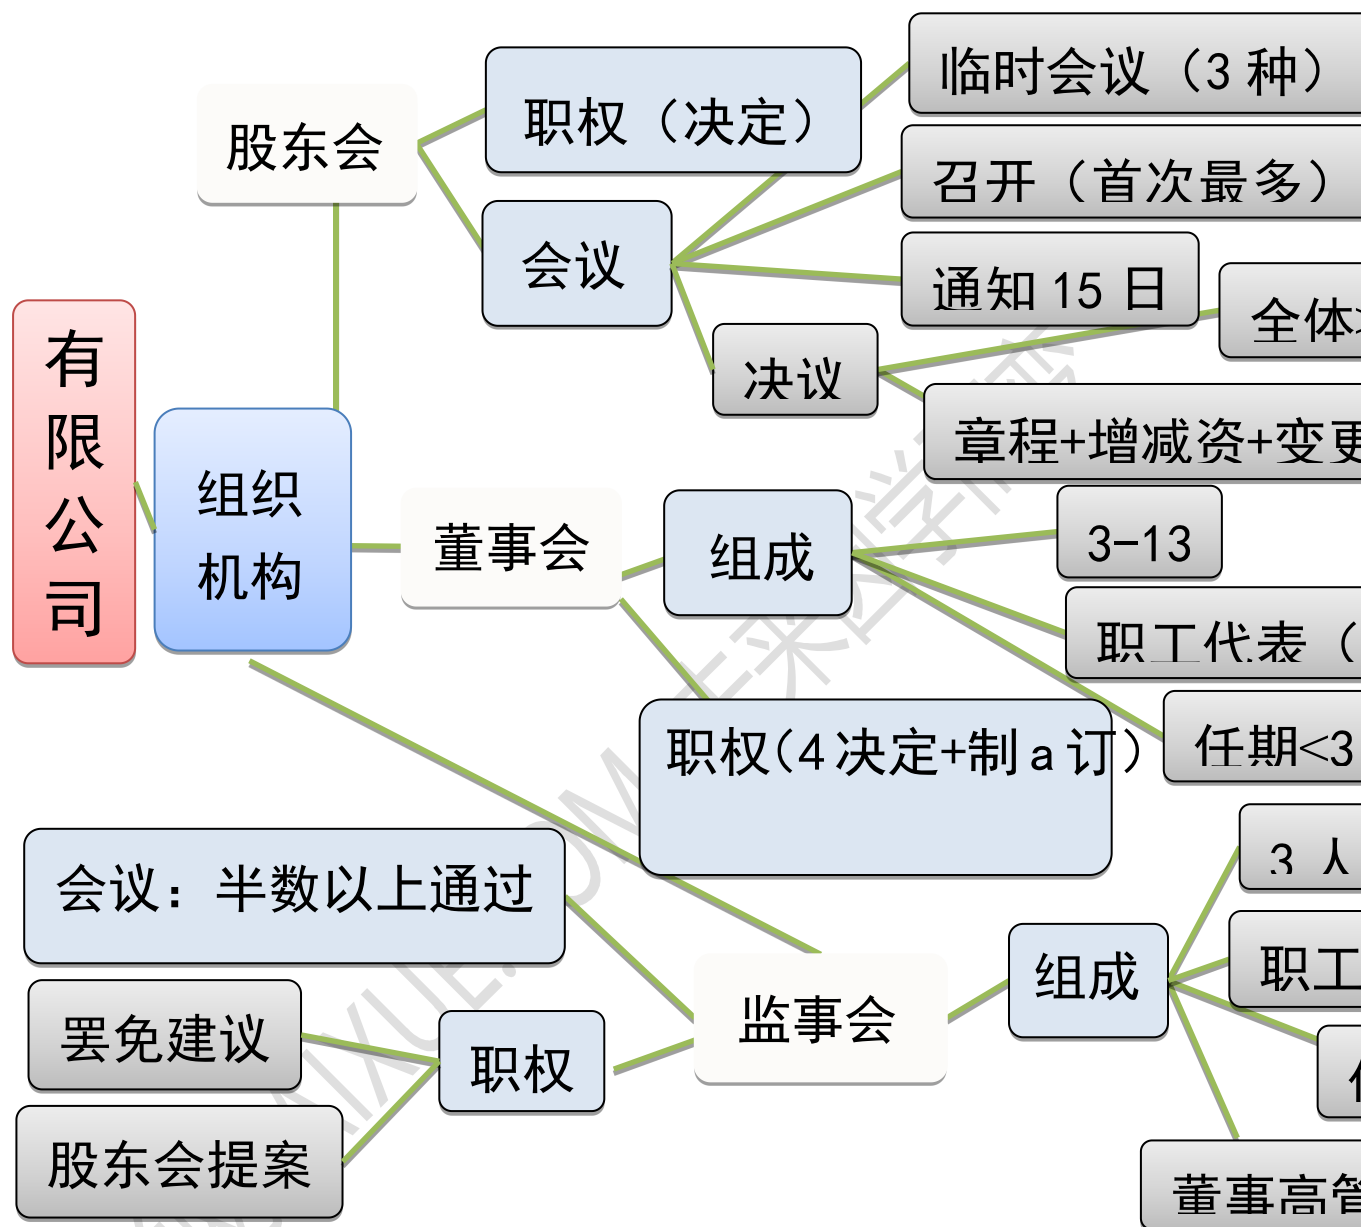 有限公司
组织
机构
股东会
职权（决定）
会议
临时会议（3种）
召开（首次最多）
通知15日
决议
全体
章程+增减资+变更
董事会
组成
3-13
职工代表（
任期<3
职权(4决定+制a订)
监事会
组成
3人
职工
董事高管
会议：半数以上通过
职权
罢免建议
股东会提案